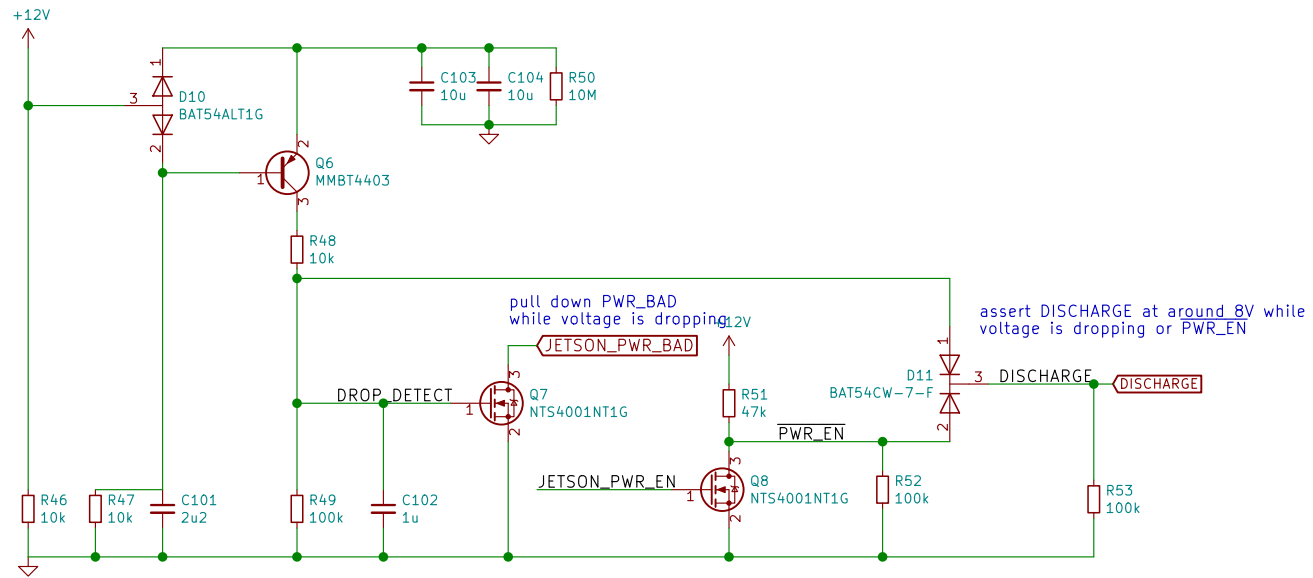 +12V
1
D10
BAT54ALT1G
3
2
C103
10u
C104
10u
R50
10M
2
Q6
MMBT4403
1
3
R48
10k
pull down PWR_BAD
while voltage is dropping
+12V
assert DISCHARGE at around 8V while
voltage is dropping or PWR_EN
JETSON_PWR_BAD
1
D11
BAT54CW-7-F
3
DISCHARGE
DISCHARGE
2
DROP_DETECT
1
3
Q7
NTS4001NT1G
2
R51
47k
PWR_EN
JETSON_PWR_EN
1
3
Q8
NTS4001NT1G
2
R52
100k
R53
100k
R46
10k
R47
10k
C101
2u2
R49
100k
C102
1u